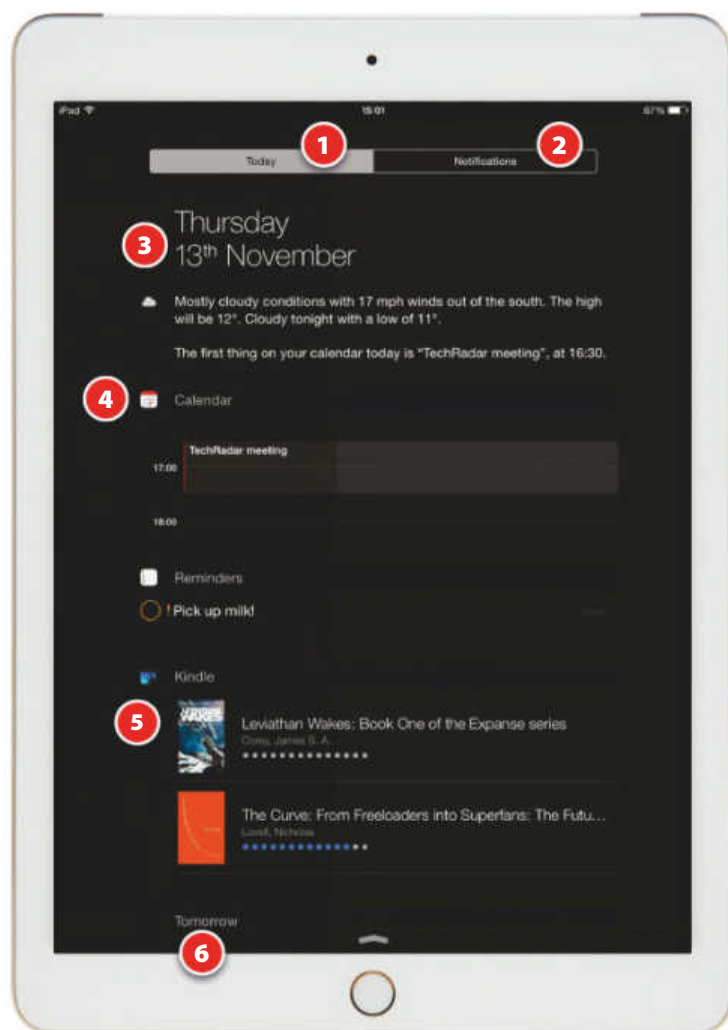 iPad 15:01 67%
1 2
Today Notifications
Thursday
3
13th November
Mostly cloudy conditions with 17 mph winds out of the south. The high
will be 12°. Cloudy tonight with a low of 11°.
The first thing on your calendar today is "TechRadar meeting", at 16:30.
4 Calendar
TechRadar meeting
17:00
18:00
Reminders
! Pick up milk!
Kindle
5 WAKES
Leviathan Wakes: Book One of the Expanse series
Corey, James S. A.
The Curve: From Freeloaders into Superfans: The Futu...
Lovell, Nicholas
Tomorrow
6